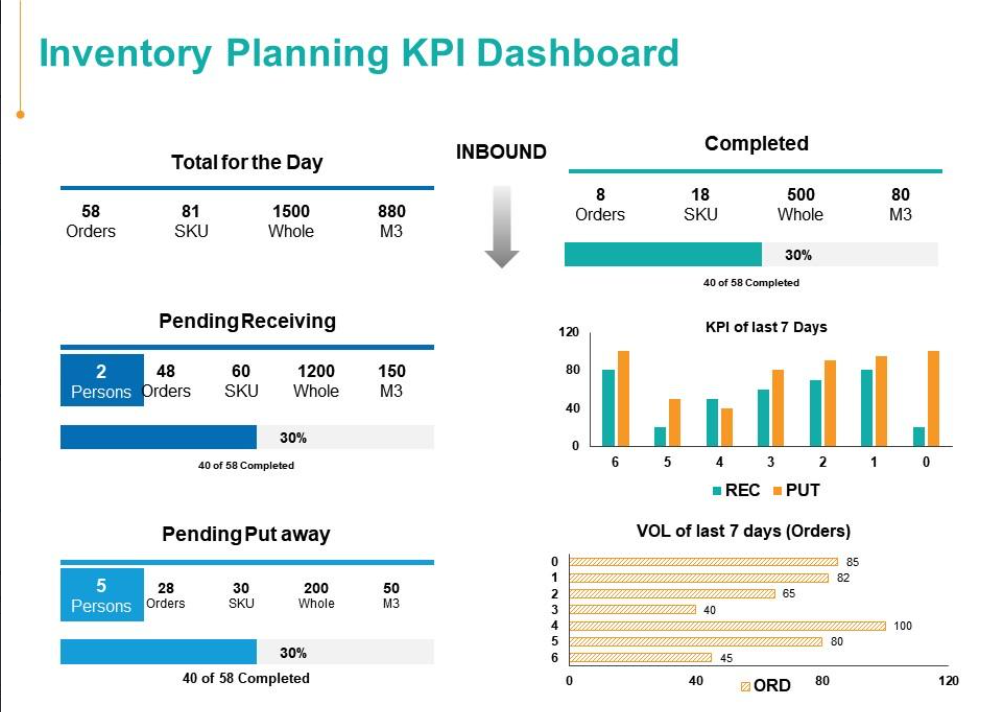 Inventory Planning KPI Dashboard
Total for the Day
58 81 1500 880
Orders SKU Whole M3
INBOUND
Completed
8 18 500 80
Orders SKU Whole M3
30%
40 of 58 Completed
Pending Receiving
2 48 60 1200 150
Persons Orders SKU Whole M3
30%
40 of 58 Completed
KPI of last 7 Days
120
80
40
0
6 5 4 3 2 1 0
REC PUT
Pending Put away
5 28 30 200 50
Persons Orders SKU Whole M3
30%
40 of 58 Completed
VOL of last 7 days (Orders)
0 85
1 82
2 65
3 40
4 100
5 80
6 45
0 40 80 120
ORD